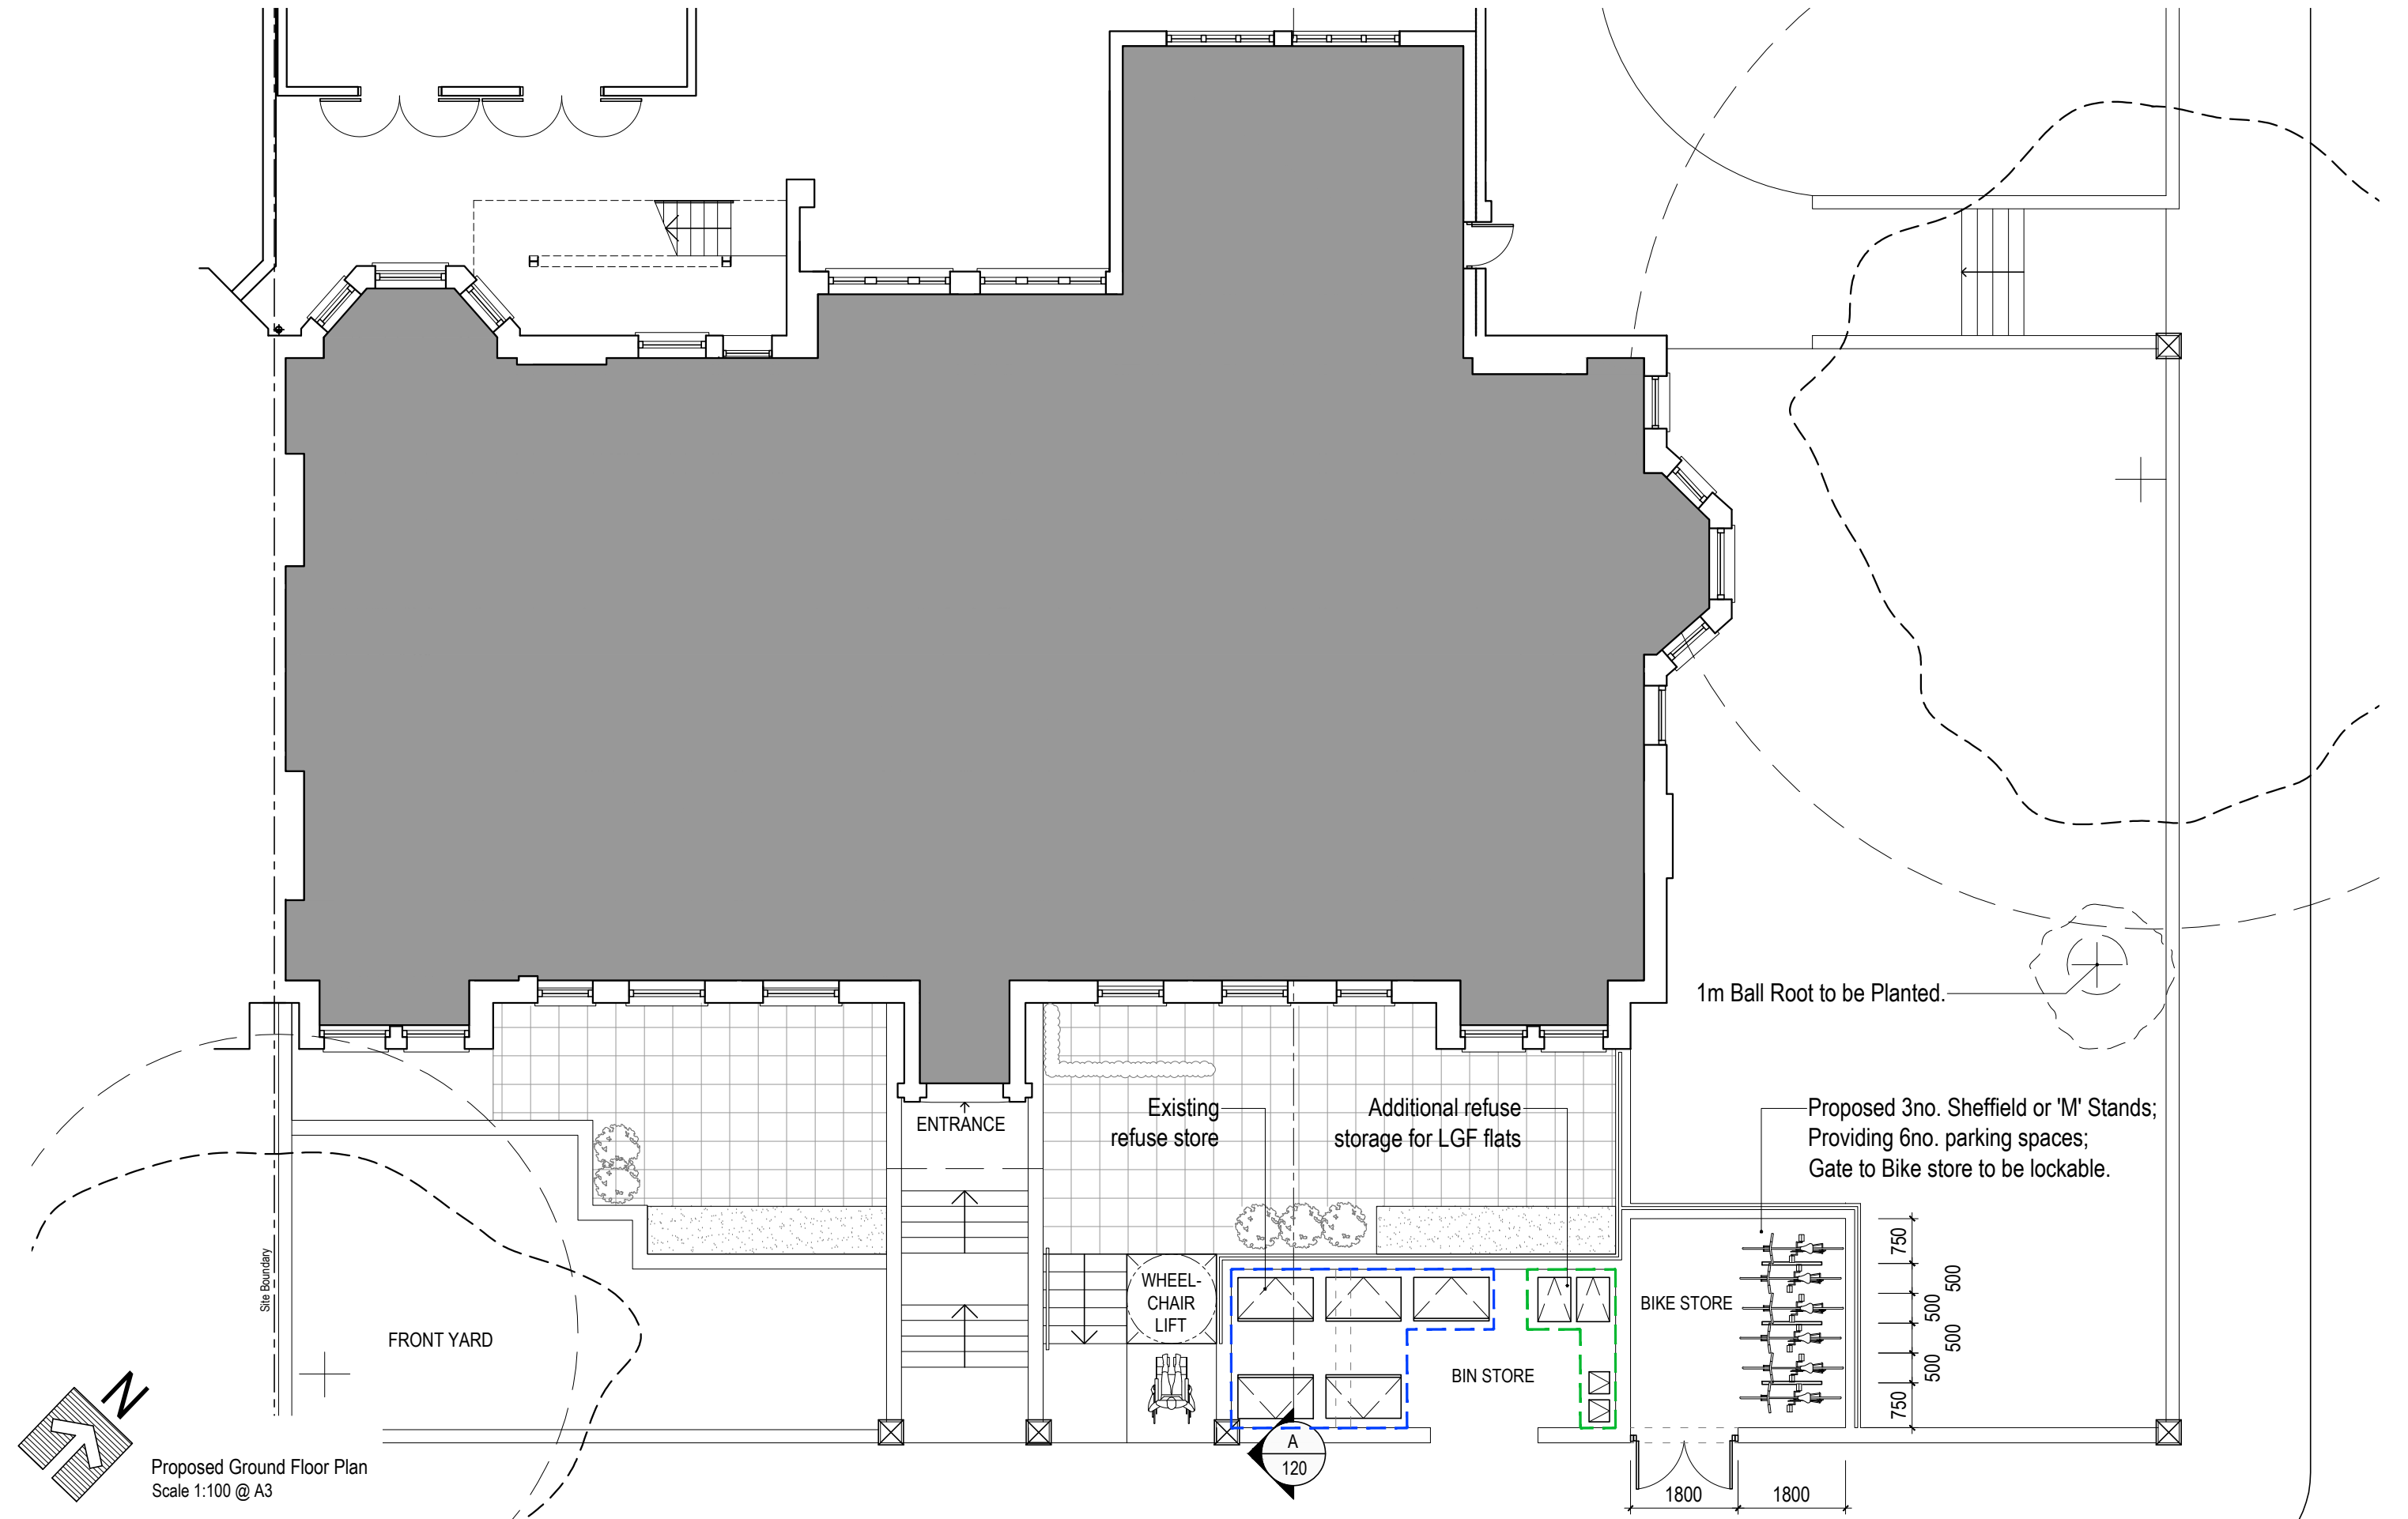 1m Ball Root to be Planted.
ENTRANCE
Existing
refuse store
Additional refuse
storage for LGF flats
Proposed 3no. Sheffield or 'M' Stands;
Providing 6no. parking spaces;
Gate to Bike store to be lockable.
Site Boundary
FRONT YARD
WHEEL-
CHAIR
LIFT
BIN STORE
BIKE STORE
750
500
500
500
500
750
N
A
120
1800
1800
Proposed Ground Floor Plan
Scale 1:100 @ A3